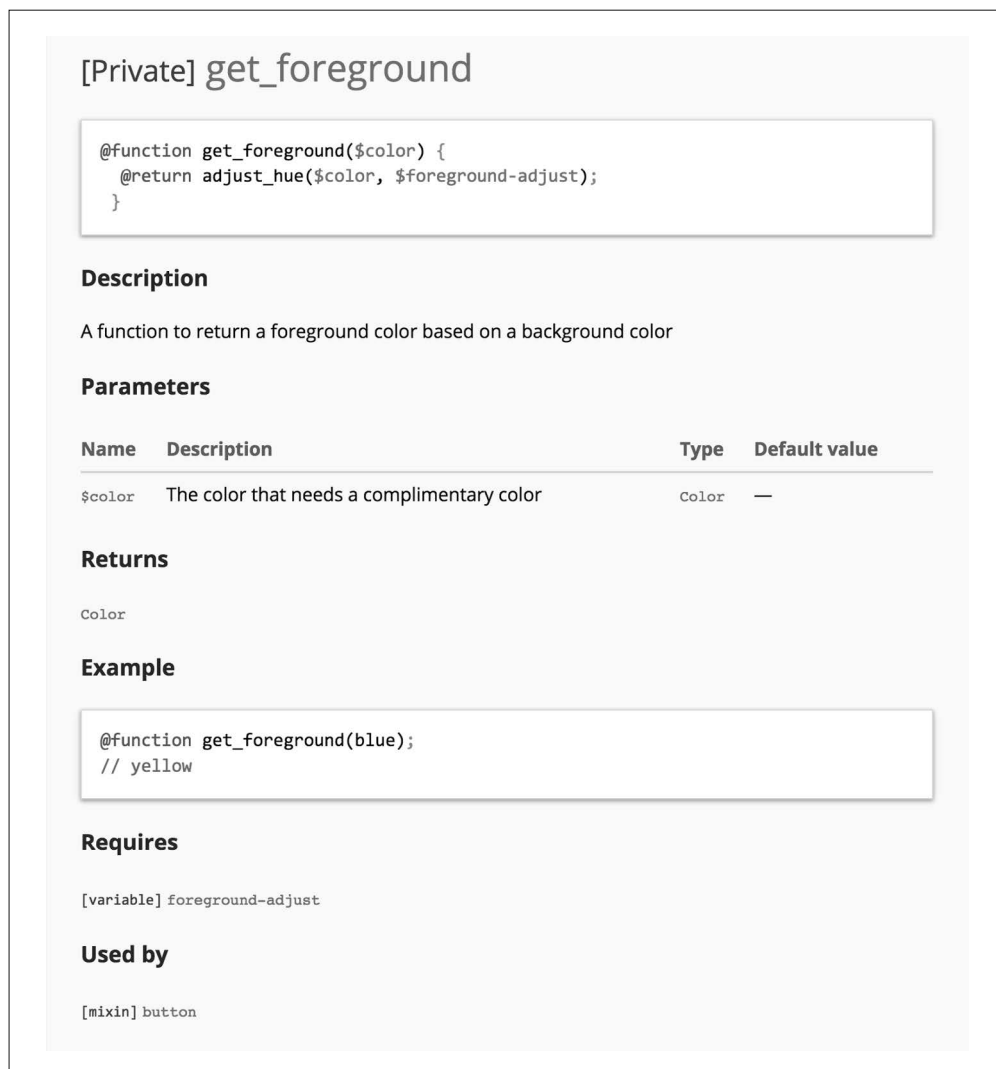 [Private] get_foreground
@function get_foreground($color) {
@return adjust_hue($color, $foreground-adjust);
}
Description
A function to return a foreground color based on a background color
Parameters
Name Description Type Default value
$color The color that needs a complimentary color Color —
Returns
Color
Example
@function get_foreground(blue);
// yellow
Requires
[variable] foreground-adjust
Used by
[mixin] button